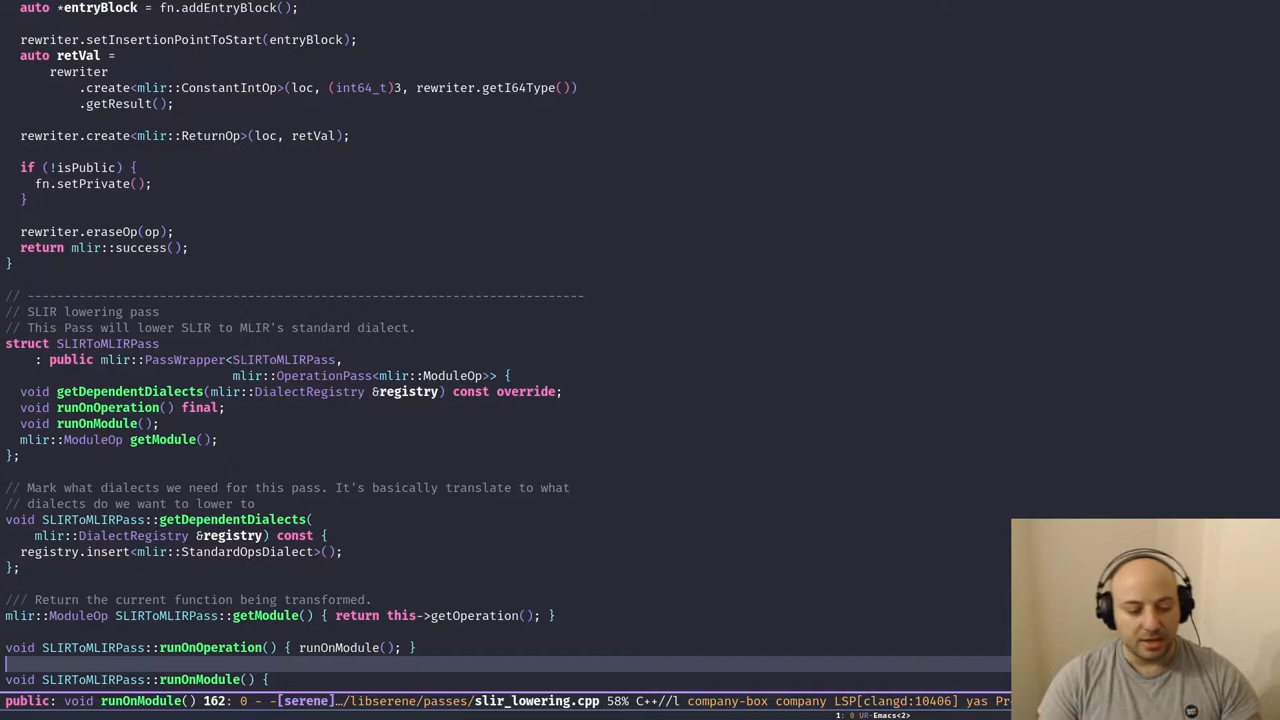 auto *entryBlock = fn.addEntryBlock();
rewriter.setInsertionPointToStart(entryBlock);
auto retVal =
rewriter
.create<mlir::ConstantIntOp>(loc, (int64_t)3, rewriter.getI64Type())
.getResult();
rewriter.create<mlir::ReturnOp>(loc, retVal);
if (!isPublic) {
fn.setPrivate();
}
rewriter.eraseOp(op);
return mlir::success();
}
// ----------------------------------------------------------------------------
// SLIR lowering pass
// This Pass will lower SLIR to MLIR's standard dialect.
struct SLIRToMLIRPass
: public mlir::PassWrapper<SLIRToMLIRPass,
mlir::OperationPass<mlir::ModuleOp>> {
void getDependentDialects(mlir::DialectRegistry &registry) const override;
void runOnOperation() final;
void runOnModule();
mlir::ModuleOp getModule();
};
// Mark what dialects we need for this pass. It's basically translate to what
// dialects do we want to lower to
void SLIRToMLIRPass::getDependentDialects(
mlir::DialectRegistry &registry) const {
registry.insert<mlir::StandardOpsDialect>();
};
/// Return the current function being transformed.
mlir::ModuleOp SLIRToMLIRPass::getModule() { return this->getOperation(); }
void SLIRToMLIRPass::runOnOperation() { runOnModule(); }
void SLIRToMLIRPass::runOnModule() {
public: void runOnModule() 162: 0 - -[serene]…/libserene/passes/slir_lowering.cpp 58% C++//l company-box company LSP[clangd:10406] yas Pr
1: 0 UR-Emacs<2>